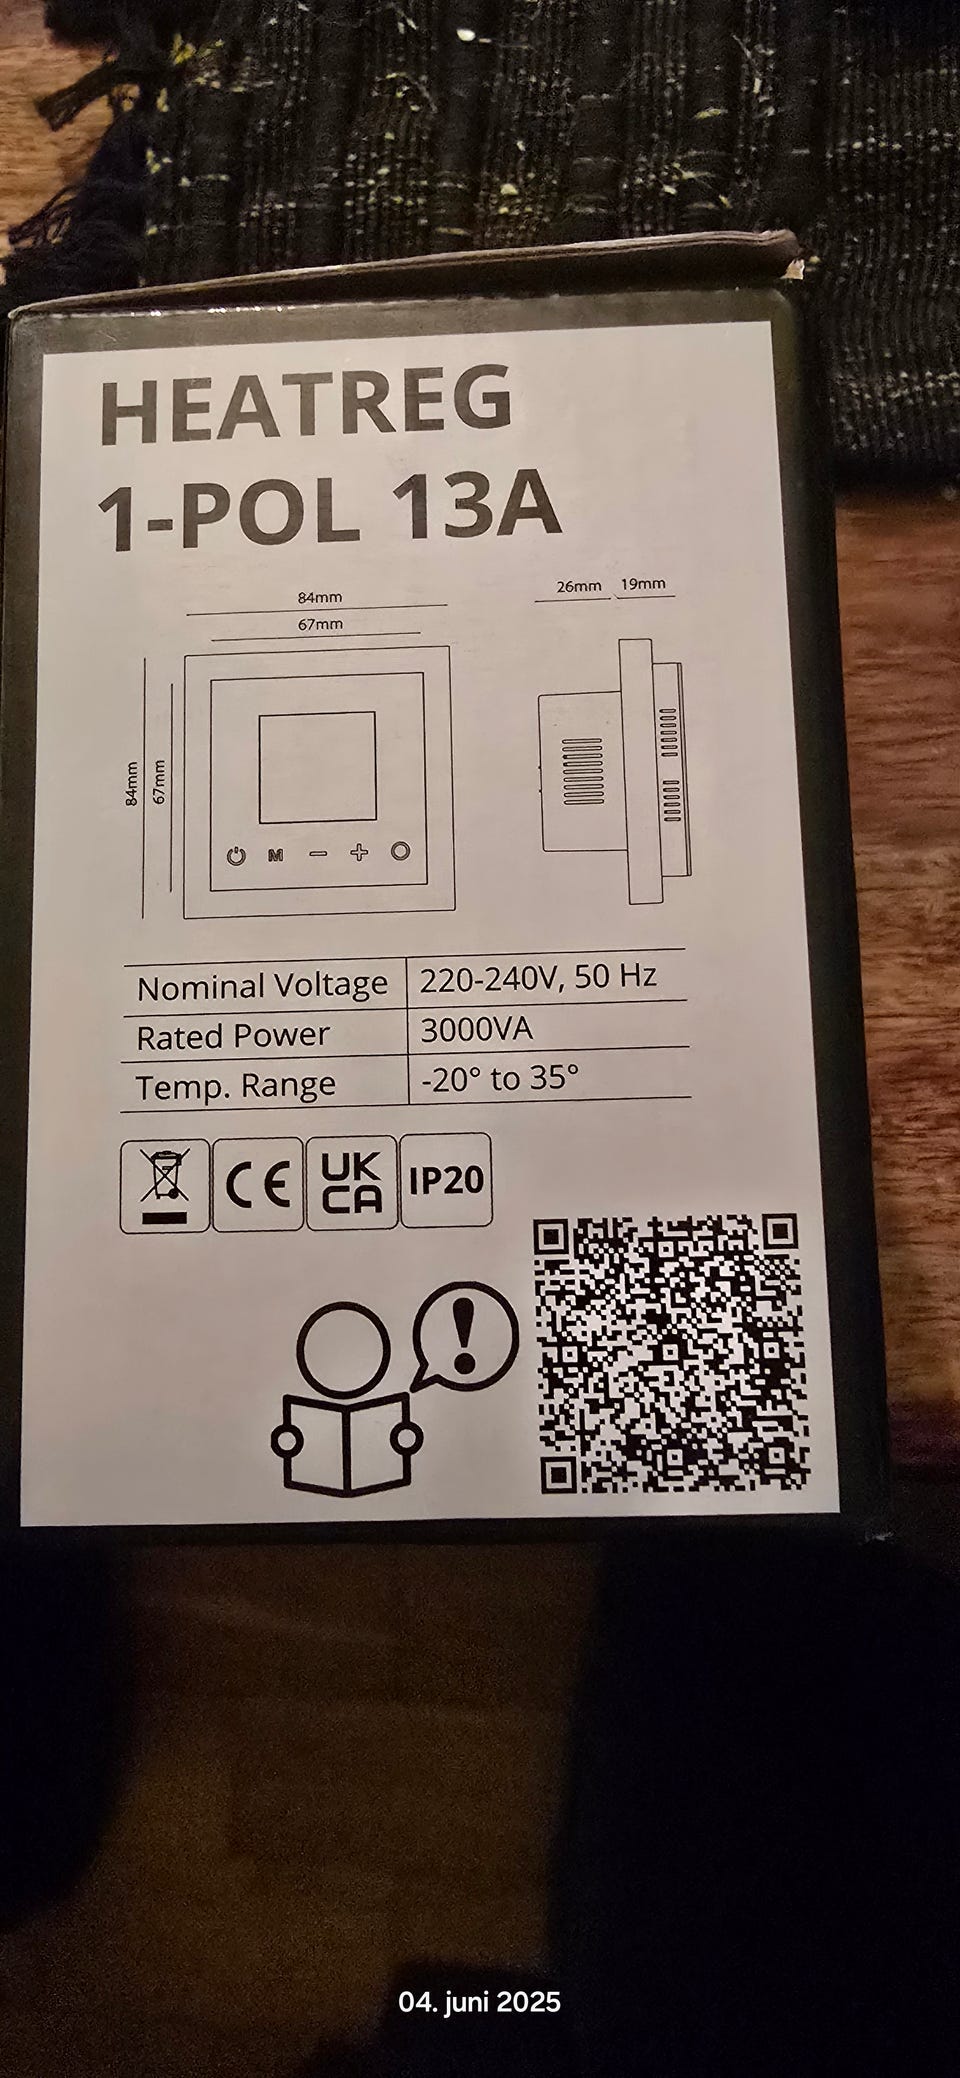 HEATREG
1-POL 13A
84mm
67mm
26mm 19mm
84mm
67mm
M
Nominal Voltage 220-240V, 50 Hz
Rated Power 3000VA
Temp. Range -20° to 35°
CE UK CA IP20
!
04. juni 2025